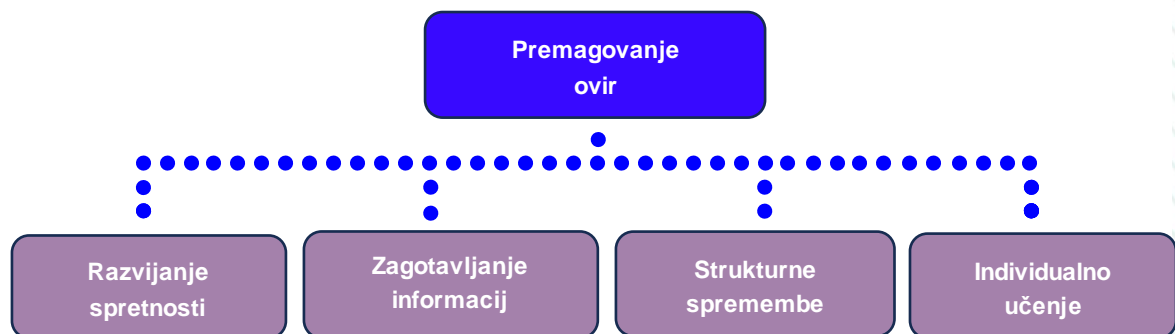 Premagovanje
ovir
Razvijanje
spretnosti
Zagotavljanje
informacij
Strukturne
spremembe
Individualno
učenje